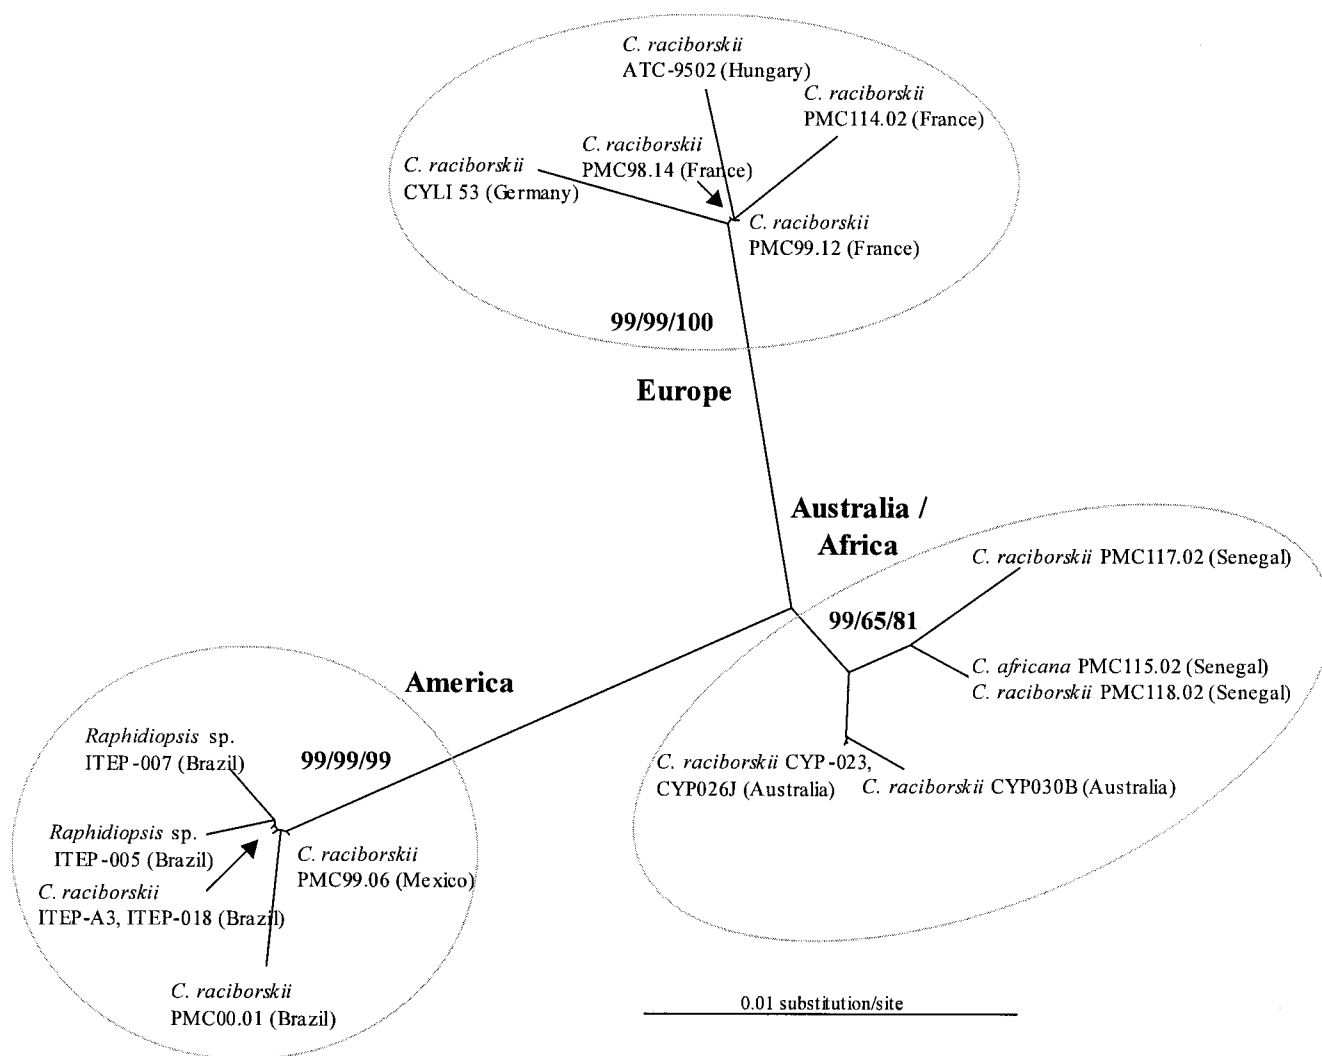 C. raciborskii
ATC-9502 (Hungary)
C. raciborskii
PMC114.02 (France)
C. raciborskii
PMC98.14 (France)
C. raciborskii
CYLI 53 (Germany)
C. raciborskii
PMC99.12 (France)
99/99/100
Europe
Australia /
Africa
C. raciborskii PMC117.02 (Senegal)
99/65/81
C. africana PMC115.02 (Senegal)
C. raciborskii PMC118.02 (Senegal)
C. raciborskii CYP-023,
CYP026J (Australia)
C. raciborskii CYP030B (Australia)
America
99/99/99
Raphidiopsis sp.
ITEP-007 (Brazil)
Raphidiopsis sp.
ITEP-005 (Brazil)
C. raciborskii
PMC99.06 (Mexico)
C. raciborskii
ITEP-A3, ITEP-018 (Brazil)
C. raciborskii
PMC00.01 (Brazil)
0.01 substitution/site